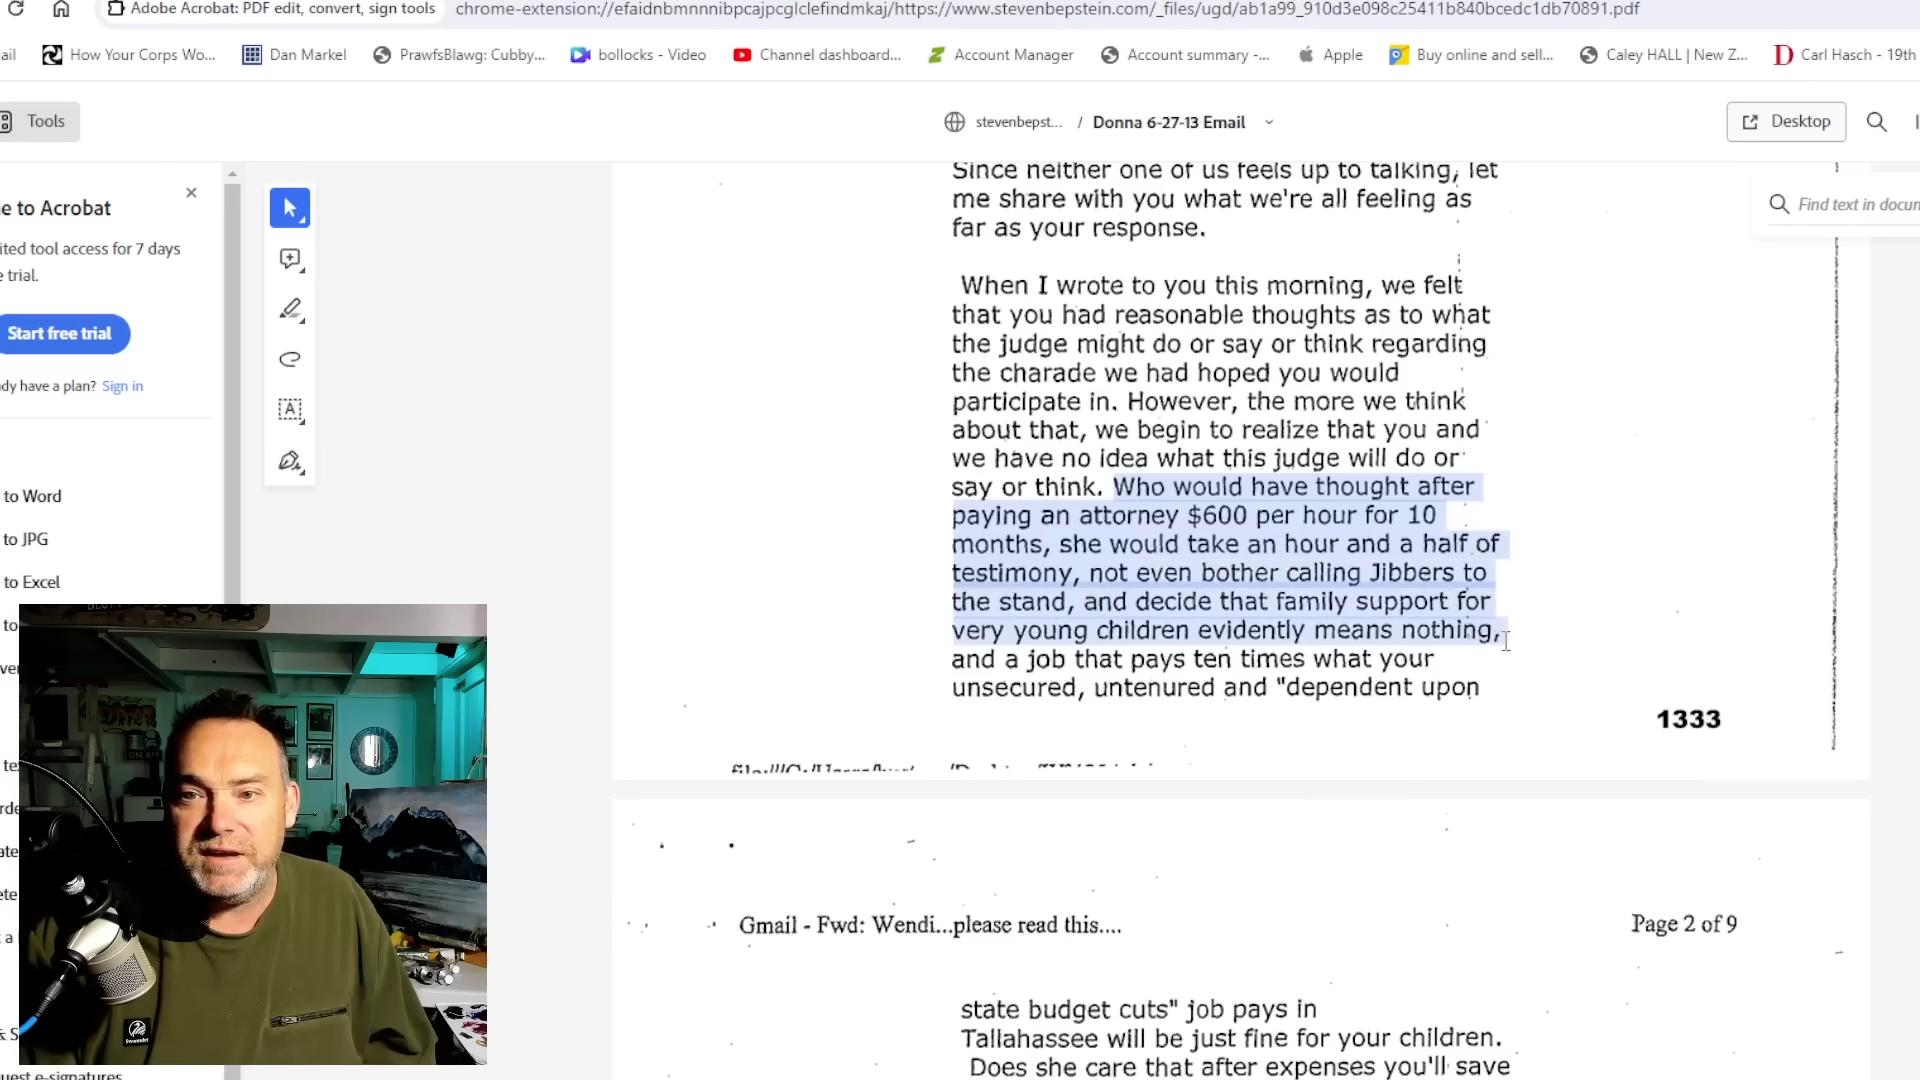 Adobe Acrobat: PDF edit, convert, sign tools
chrome-extension://efaidnbmnnnibpcajpcglclefindmkaj/https://www.stevenbepstein.com/_files/ugd/ab1a99_910d3e098c25411b840bcedc1db70891.pdf
ail
How Your Corps Wo...
Dan Markel
PrawfsBlawg: Cubby...
bollocks - Video
Channel dashboard...
Account Manager
Account summary -...
Apple
Buy online and sell...
Caley HALL | New Z...
Carl Hasch - 19th
Tools
stevenbepst... / Donna 6-27-13 Email
Desktop
Find text in docun
e to Acrobat
ited tool access for 7 days
e trial.
Start free trial
dy have a plan? Sign in
to Word
to JPG
to Excel
to
Since neither one of us feels up to talking, let
me share with you what we're all feeling as
far as your response.
When I wrote to you this morning, we felt
that you had reasonable thoughts as to what
the judge might do or say or think regarding
the charade we had hoped you would
participate in. However, the more we think
about that, we begin to realize that you and
we have no idea what this judge will do or
say or think. Who would have thought after
paying an attorney $600 per hour for 10
months, she would take an hour and a half of
testimony, not even bother calling Jibbers to
the stand, and decide that family support for
very young children evidently means nothing,
and a job that pays ten times what your
unsecured, untenured and "dependent upon
1333
ON AIR
Gmail - Fwd: Wendi...please read this....
Page 2 of 9
state budget cuts" job pays in
Tallahassee will be just fine for your children.
Does she care that after expenses you'll save
quest e-signatures